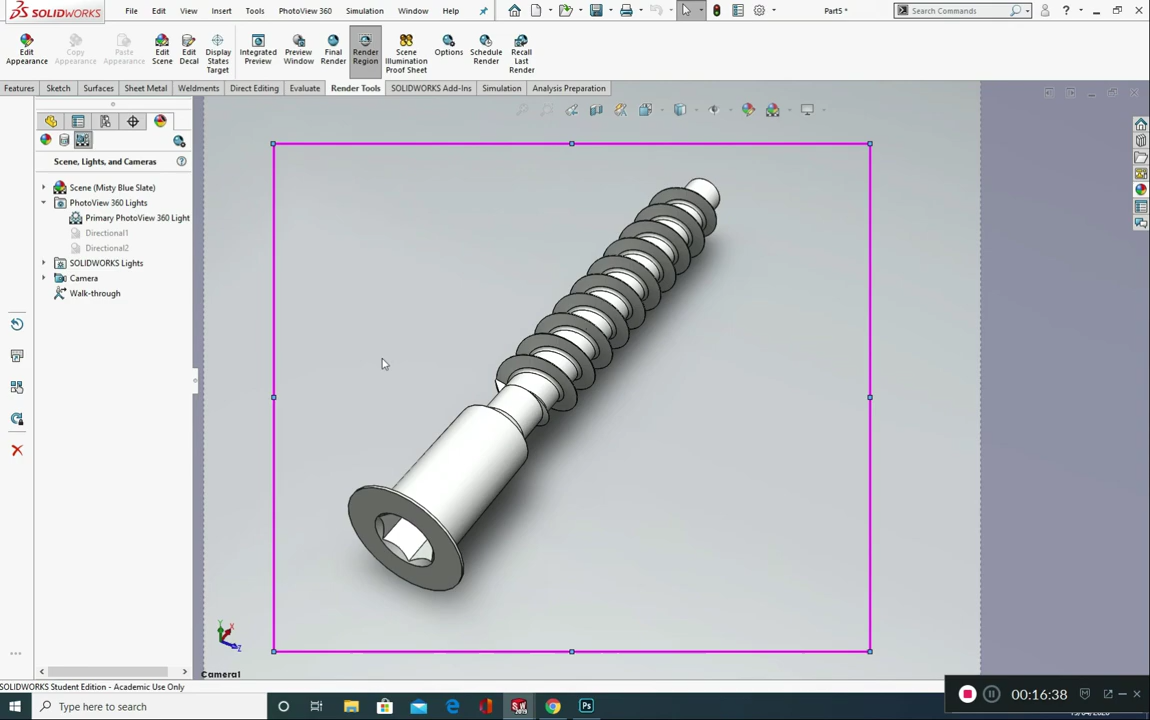 SOLIDWORKS File Edit View Insert Tools PhotoView 360 Simulation Window Help Part5 * Search Commands
Edit Appearance
Copy Appearance
Paste Appearance
Edit Scene
Edit Decal
Display States Target
Integrated Preview
Preview Window
Final Render
Render Region
Scene Illumination Proof Sheet
Options
Schedule Render
Recall Last Render
Features Sketch Surfaces Sheet Metal Weldments Direct Editing Evaluate Render Tools SOLIDWORKS Add-Ins Simulation Analysis Preparation
Scene, Lights, and Cameras
Scene (Misty Blue Slate)
PhotoView 360 Lights
Primary PhotoView 360 Light
Directional1
Directional2
SOLIDWORKS Lights
Camera
Walk-through
Y X Z
Camera1
SOLIDWORKS Student Edition - Academic Use Only
Type here to search
SW 2019
Ps
00:16:38